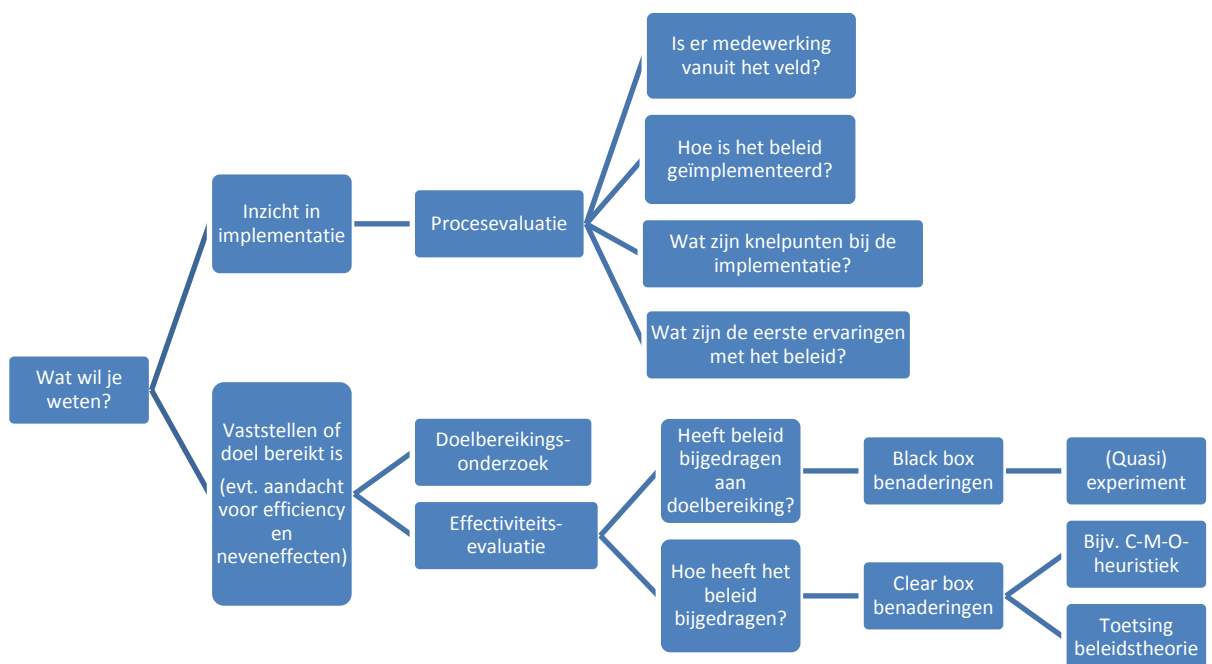 Wat wil je
weten?
Inzicht in
implementatie
Procesevaluatie
Is er medewerking
vanuit het veld?
Hoe is het beleid
geïmplementeerd?
Wat zijn knelpunten bij de
implementatie?
Wat zijn de eerste ervaringen
met het beleid?
Vaststellen of
doel bereikt is
(evt. aandacht
voor efficiency
en
neveneffecten)
Doelbereikings-
onderzoek
Effectiviteits-
evaluatie
Heeft beleid
bijgedragen
aan
doelbereiking?
Black box
benaderingen
(Quasi)
experiment
Hoe heeft het
beleid
bijgedragen?
Clear box
benaderingen
Bijv. C-M-O-
heuristiek
Toetsing
beleidstheorie